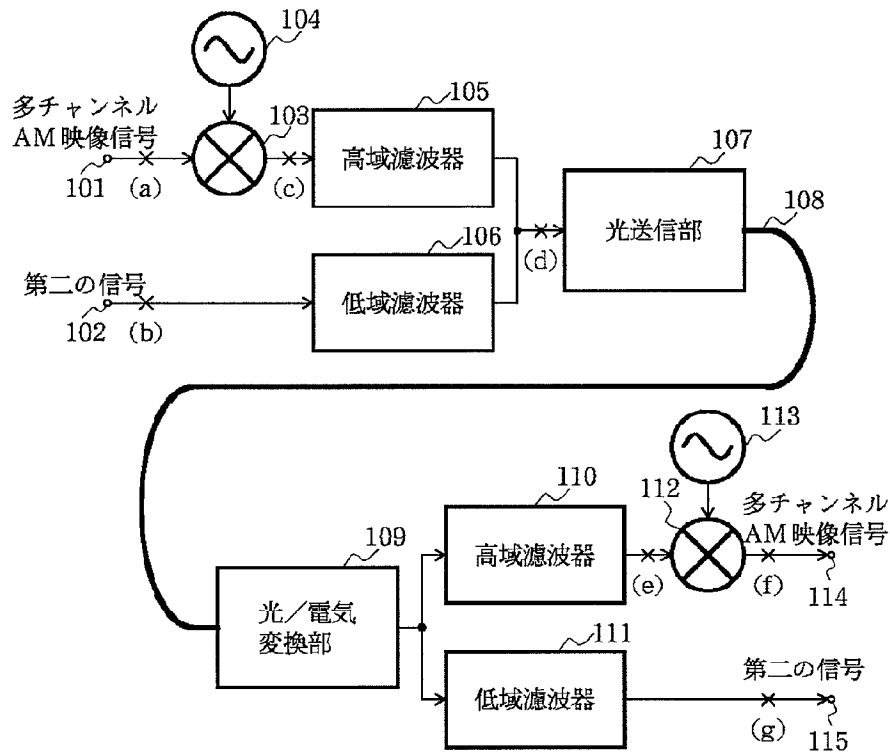 104
多チャンネル
AM映像信号
103
105
高域濾波器
107
光送信部
108
101
(a)
(c)
(d)
106
低域濾波器
第二の信号
102
(b)
113
110
高域濾波器
112
多チャンネル
AM映像信号
(e)
(f)
114
109
光／電気
変換部
111
低域濾波器
第二の信号
(g)
115